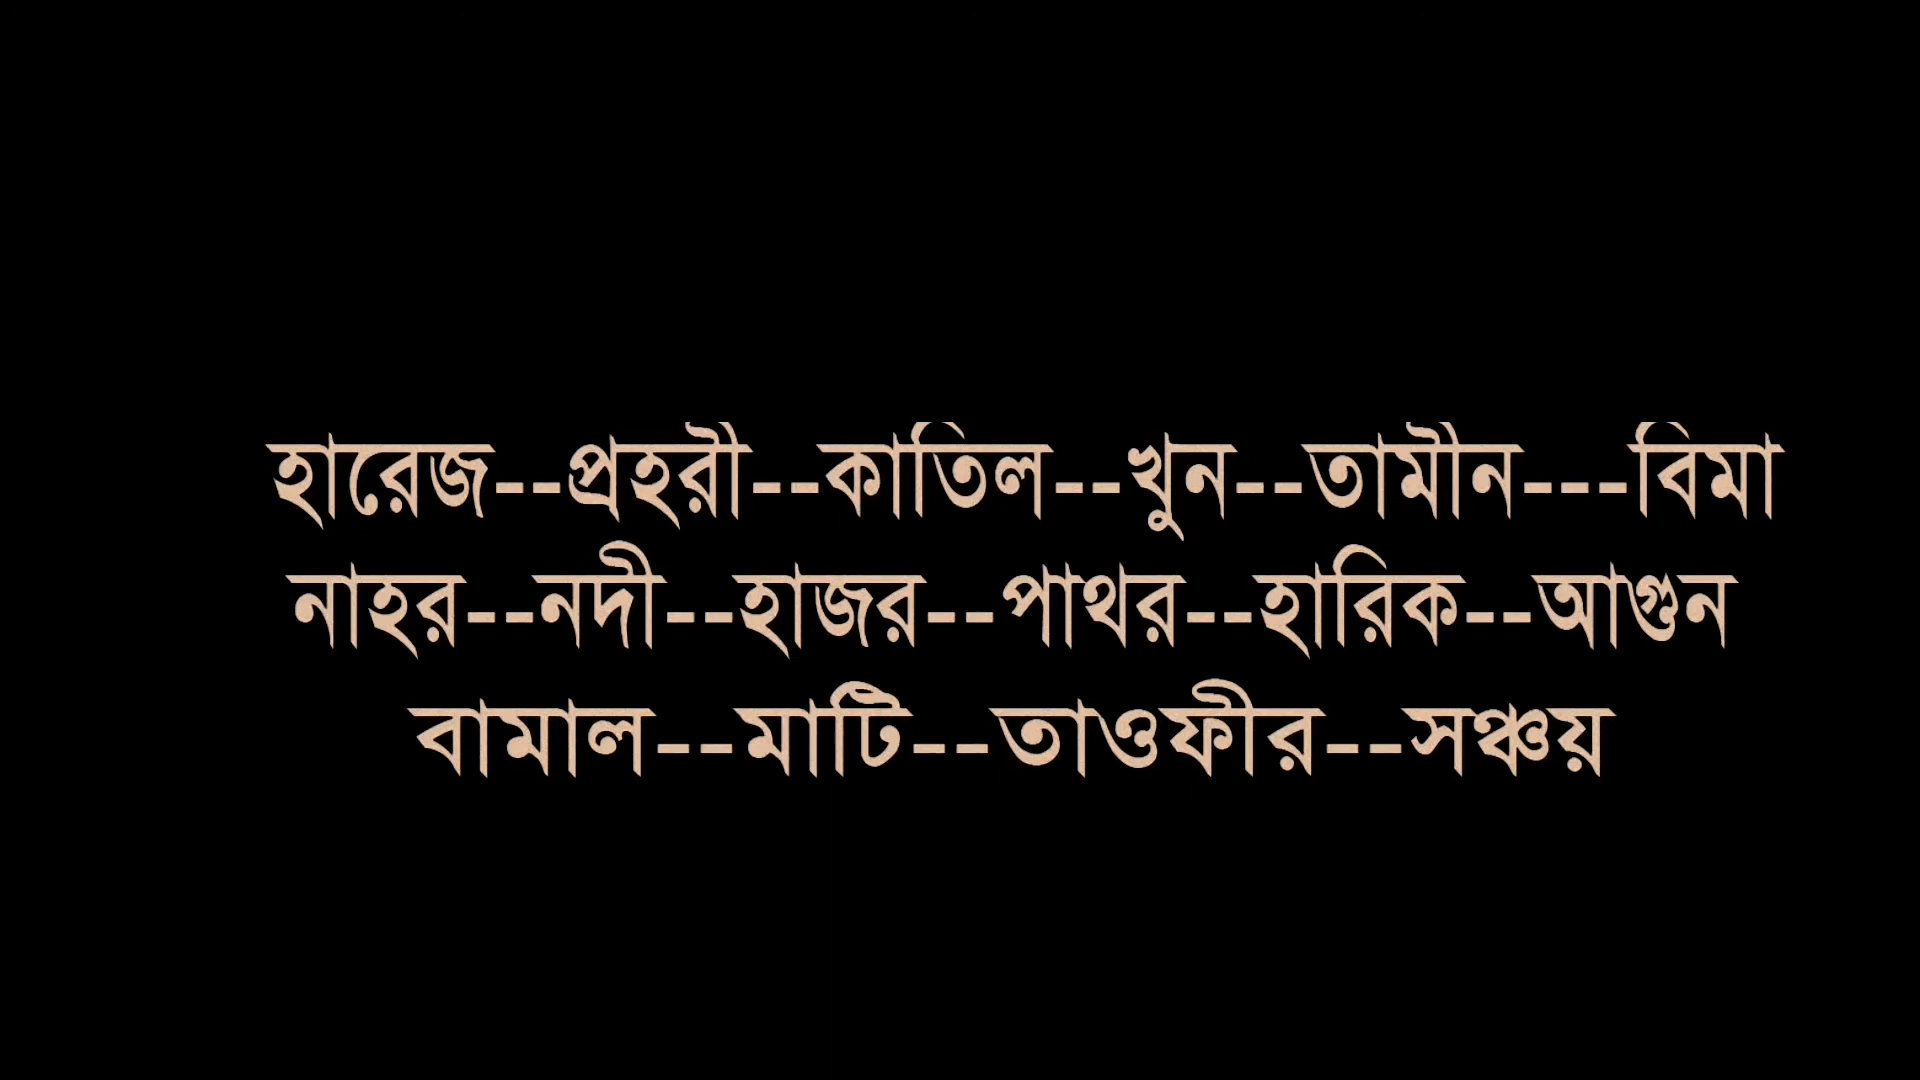 হারেজ--প্রহরী--কাতিল--খুন--তামীন---বিমা
নাহর--নদী--হাজর--পাথর--হারিক--আগুন
বামাল--মাটি--তাওফীর--সঞ্চয়